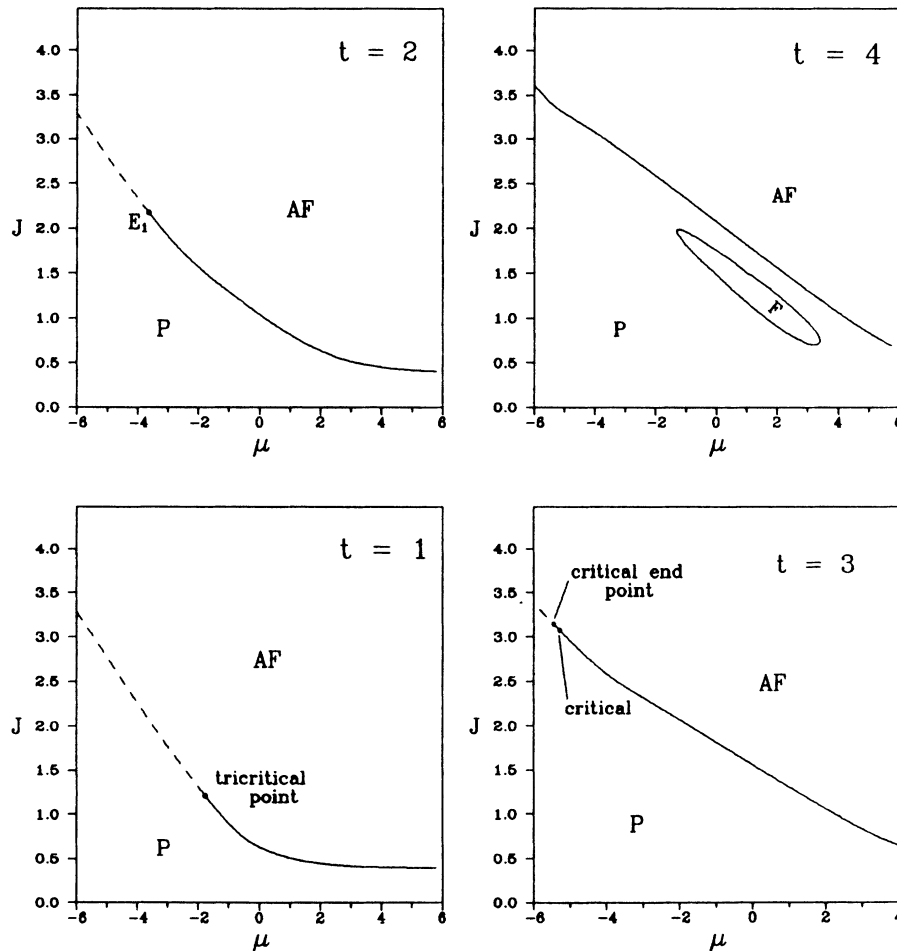 t = 2
4.0
3.5
3.0
2.5
2.0
1.5
1.0
0.5
0.0
J
E₁
AF
P
-6 -4 -2 0 2 4 6
μ
t = 4
4.0
3.5
3.0
2.5
2.0
1.5
1.0
0.5
0.0
J
AF
F
P
-6 -4 -2 0 2 4 6
μ
t = 1
4.0
3.5
3.0
2.5
2.0
1.5
1.0
0.5
0.0
J
AF
tricritical
point
P
-6 -4 -2 0 2 4 6
μ
t = 3
4.0
3.5
3.0
2.5
2.0
1.5
1.0
0.5
0.0
J
critical end
point
critical
AF
P
-6 -4 -2 0 2 4
μ